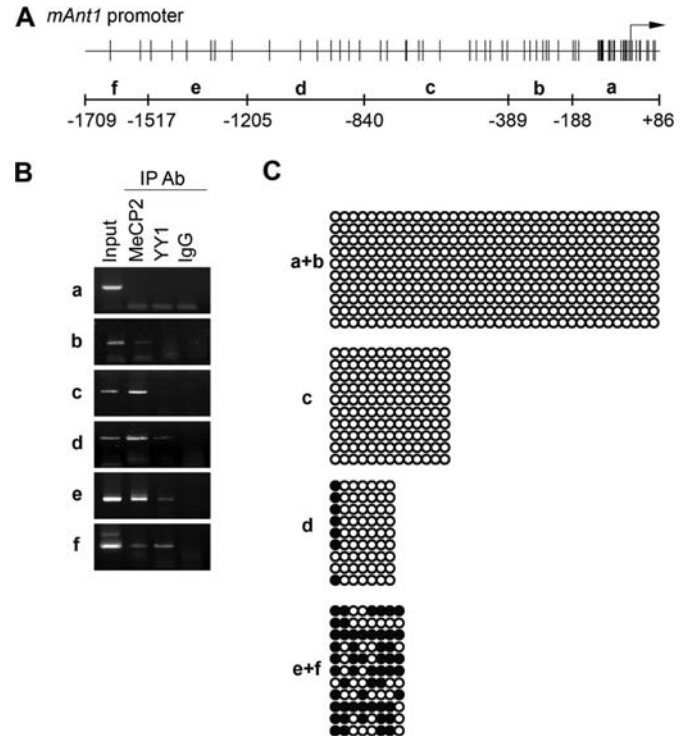 A mAnt1 promoter
f e d c b a
-1709 -1517 -1205 -840 -389 -188 +86
B
IP Ab
Input MeCP2 YY1 IgG
a
b
c
d
e
f
C
a+b
c
d
e+f